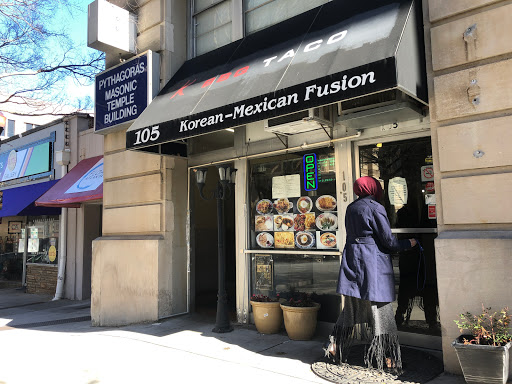 PYTHAGORAS
MASONIC
TEMPLE
BUILDING
TACO
105 Korean-Mexican Fusion
OPEN
105